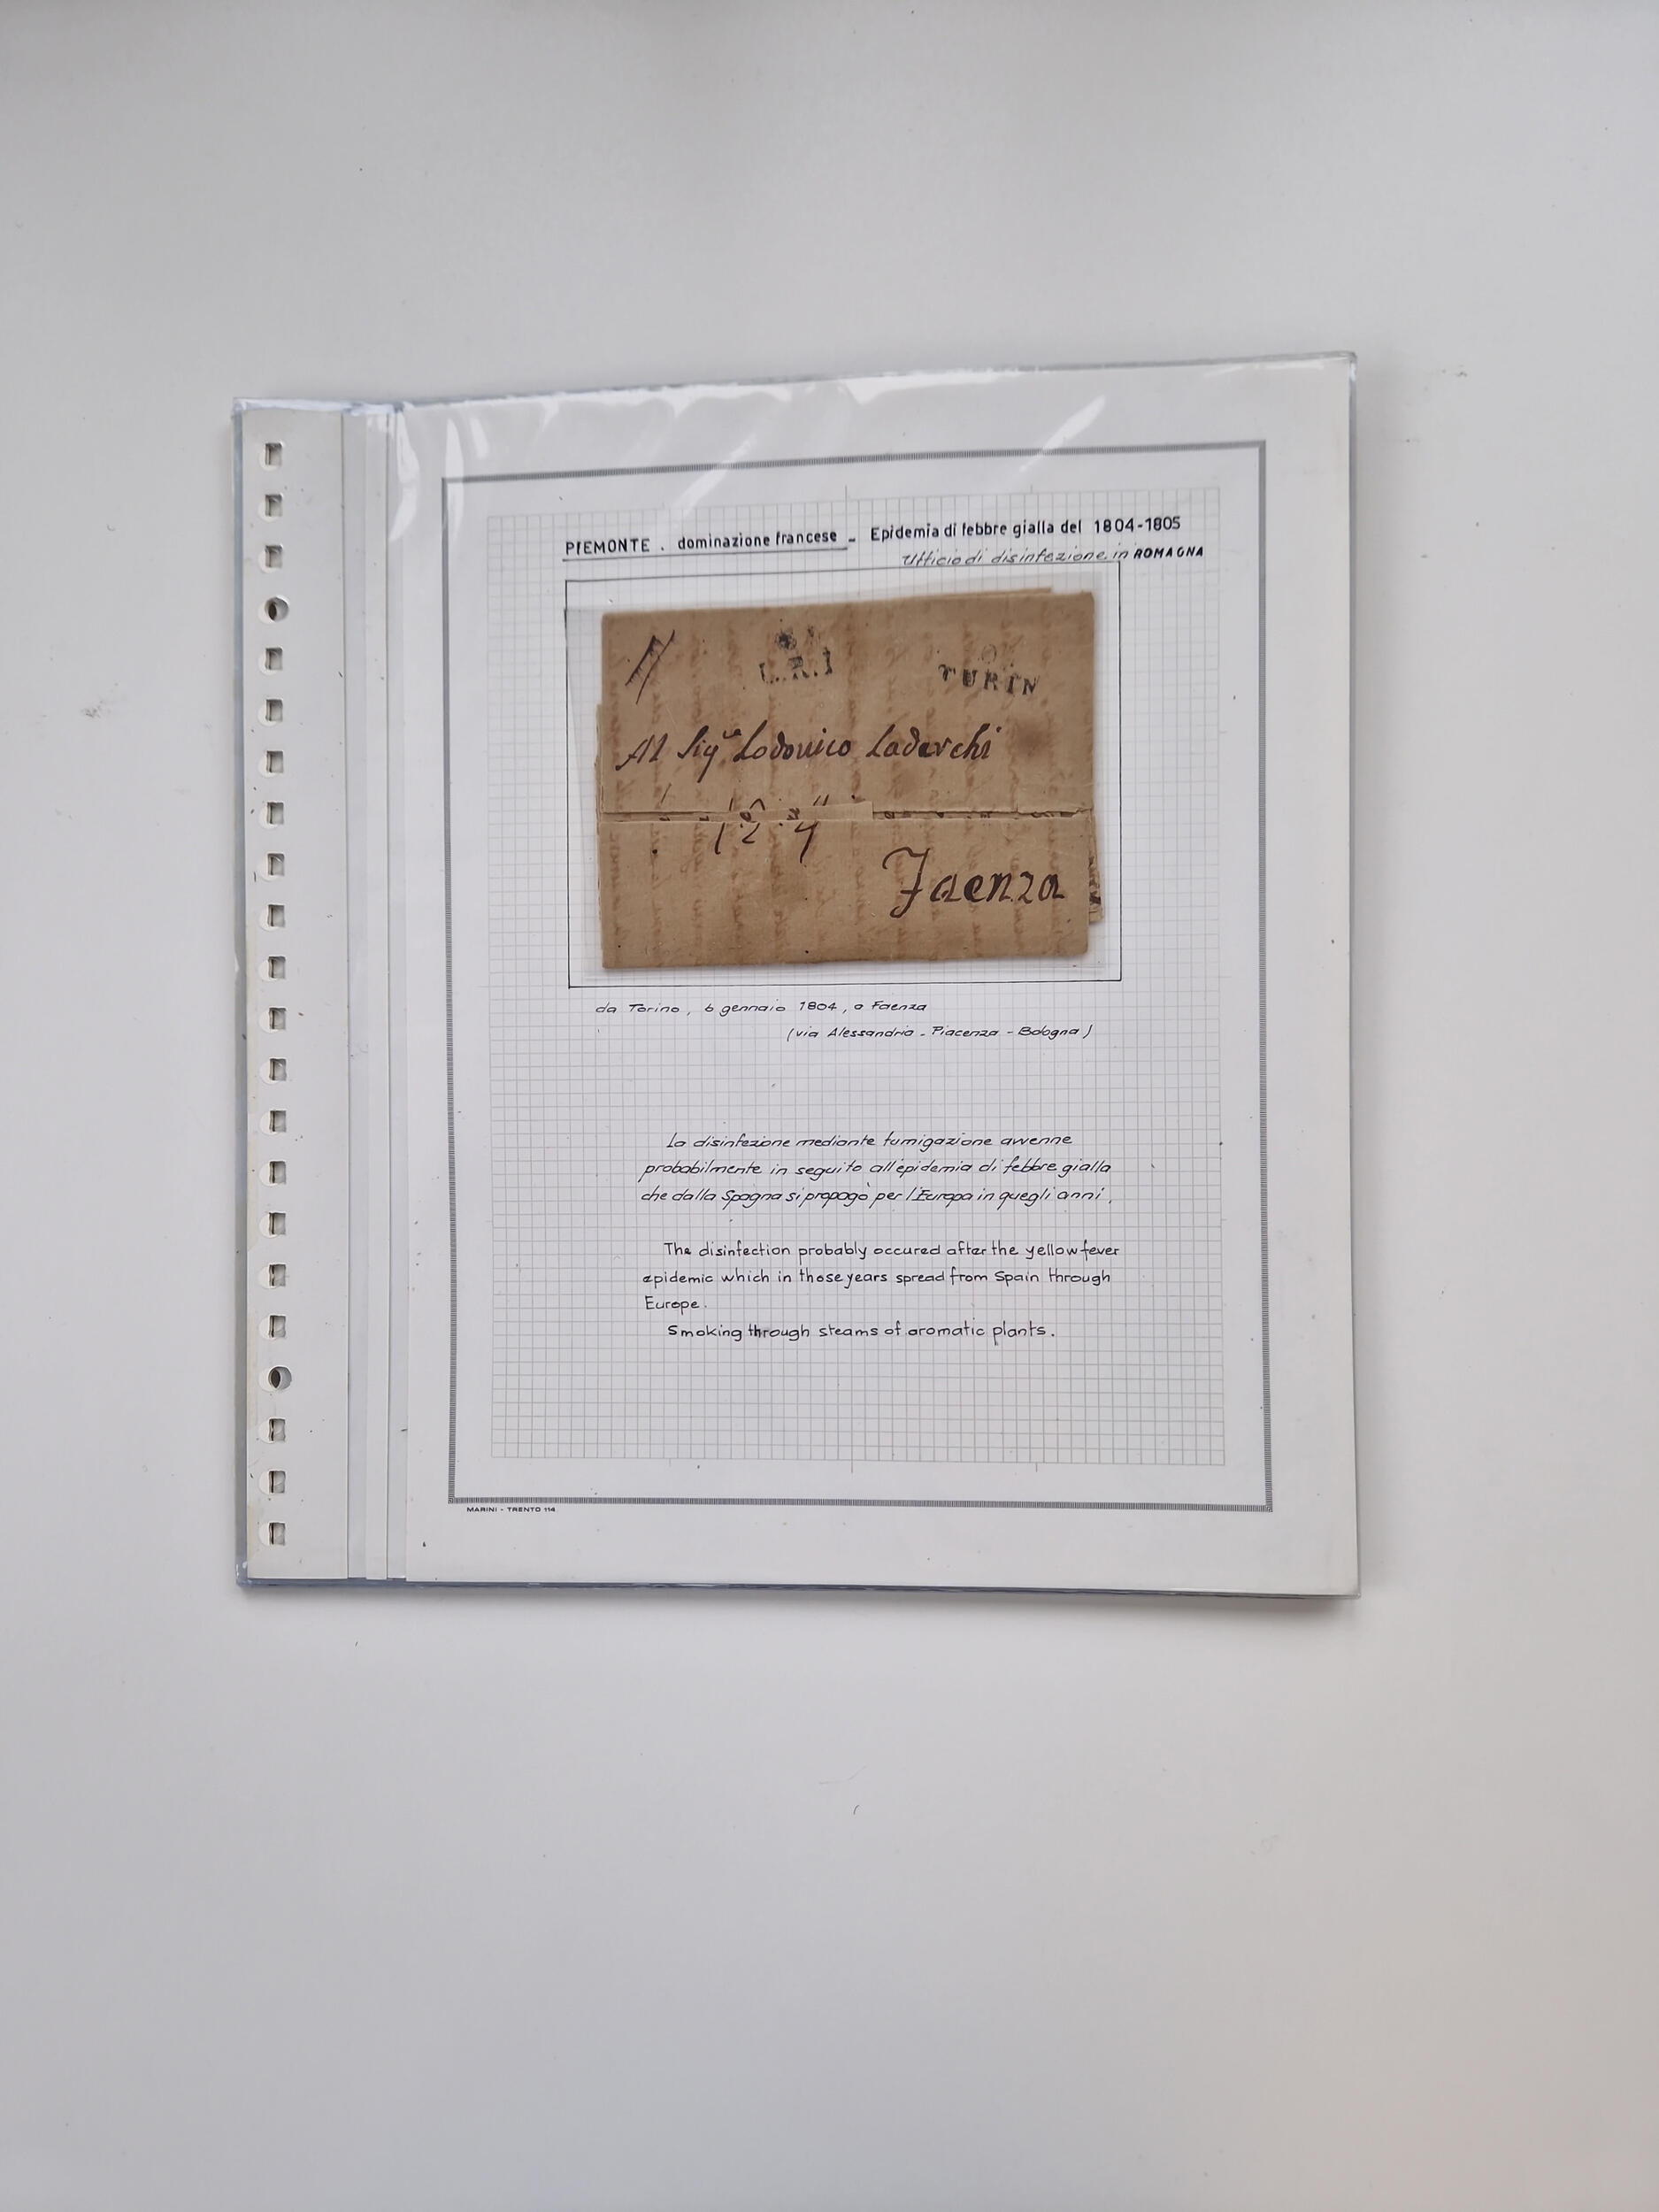 PIEMONTE . dominazione francese - Epidemia di febbre gialla del 1804-1805
Ufficio di disinfezione in ROMAGNA
L.R.I
TURIN
Al Sig.re Lodovico Laderchi
Faenza
da Torino, 6 gennaio 1804, a Faenza
(via Alessandria - Piacenza - Bologna)
La disinfezione mediante fumigazione avvenne
probabilmente in seguito all'epidemia di febbre gialla
che dalla Spagna si propagò per l'Europa in quegli anni.
The disinfection probably occured after the yellow fever
epidemic which in those years spread from Spain through
Europe.
Smoking through steams of aromatic plants.
MARINI - TRENTO 114